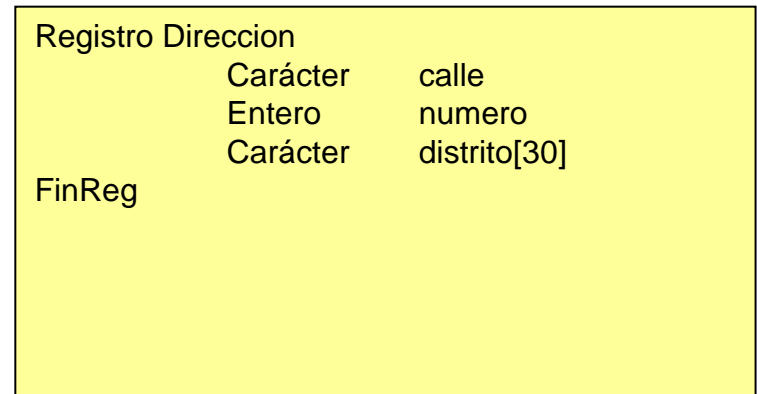 Registro Direccion
Carácter calle
Entero numero
Carácter distrito[30]
FinReg